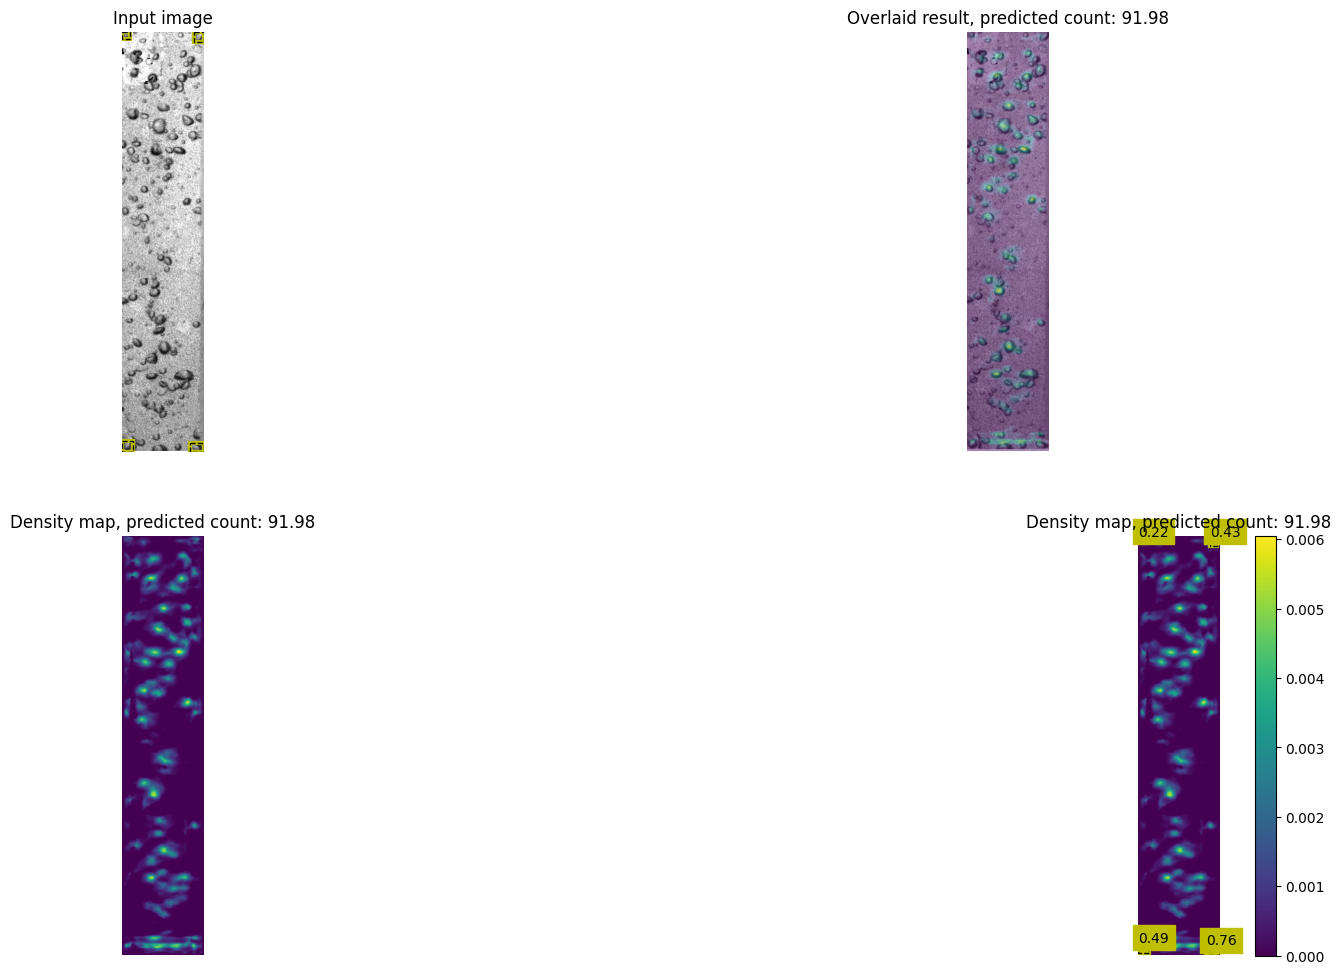 Input image
Overlaid result, predicted count: 91.98
Density map, predicted count: 91.98
Density map, predicted count: 91.98
0.22
0.43
0.49
0.76
0.006
0.005
0.004
0.003
0.002
0.001
0.000